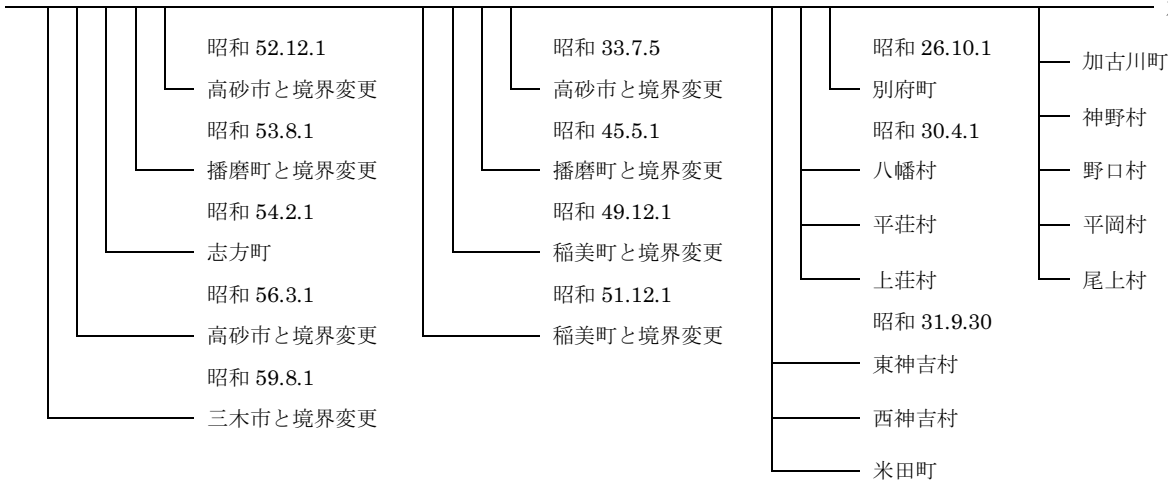 昭和 52.12.1
高砂市と境界変更
昭和 53.8.1
播磨町と境界変更
昭和 54.2.1
志方町
昭和 56.3.1
高砂市と境界変更
昭和 59.8.1
三木市と境界変更
昭和 33.7.5
高砂市と境界変更
昭和 45.5.1
播磨町と境界変更
昭和 49.12.1
稲美町と境界変更
昭和 51.12.1
稲美町と境界変更
昭和 26.10.1
別府町
昭和 30.4.1
八幡村
平荘村
上荘村
昭和 31.9.30
東神吉村
西神吉村
米田町
加古川町
神野村
野口村
平岡村
尾上村